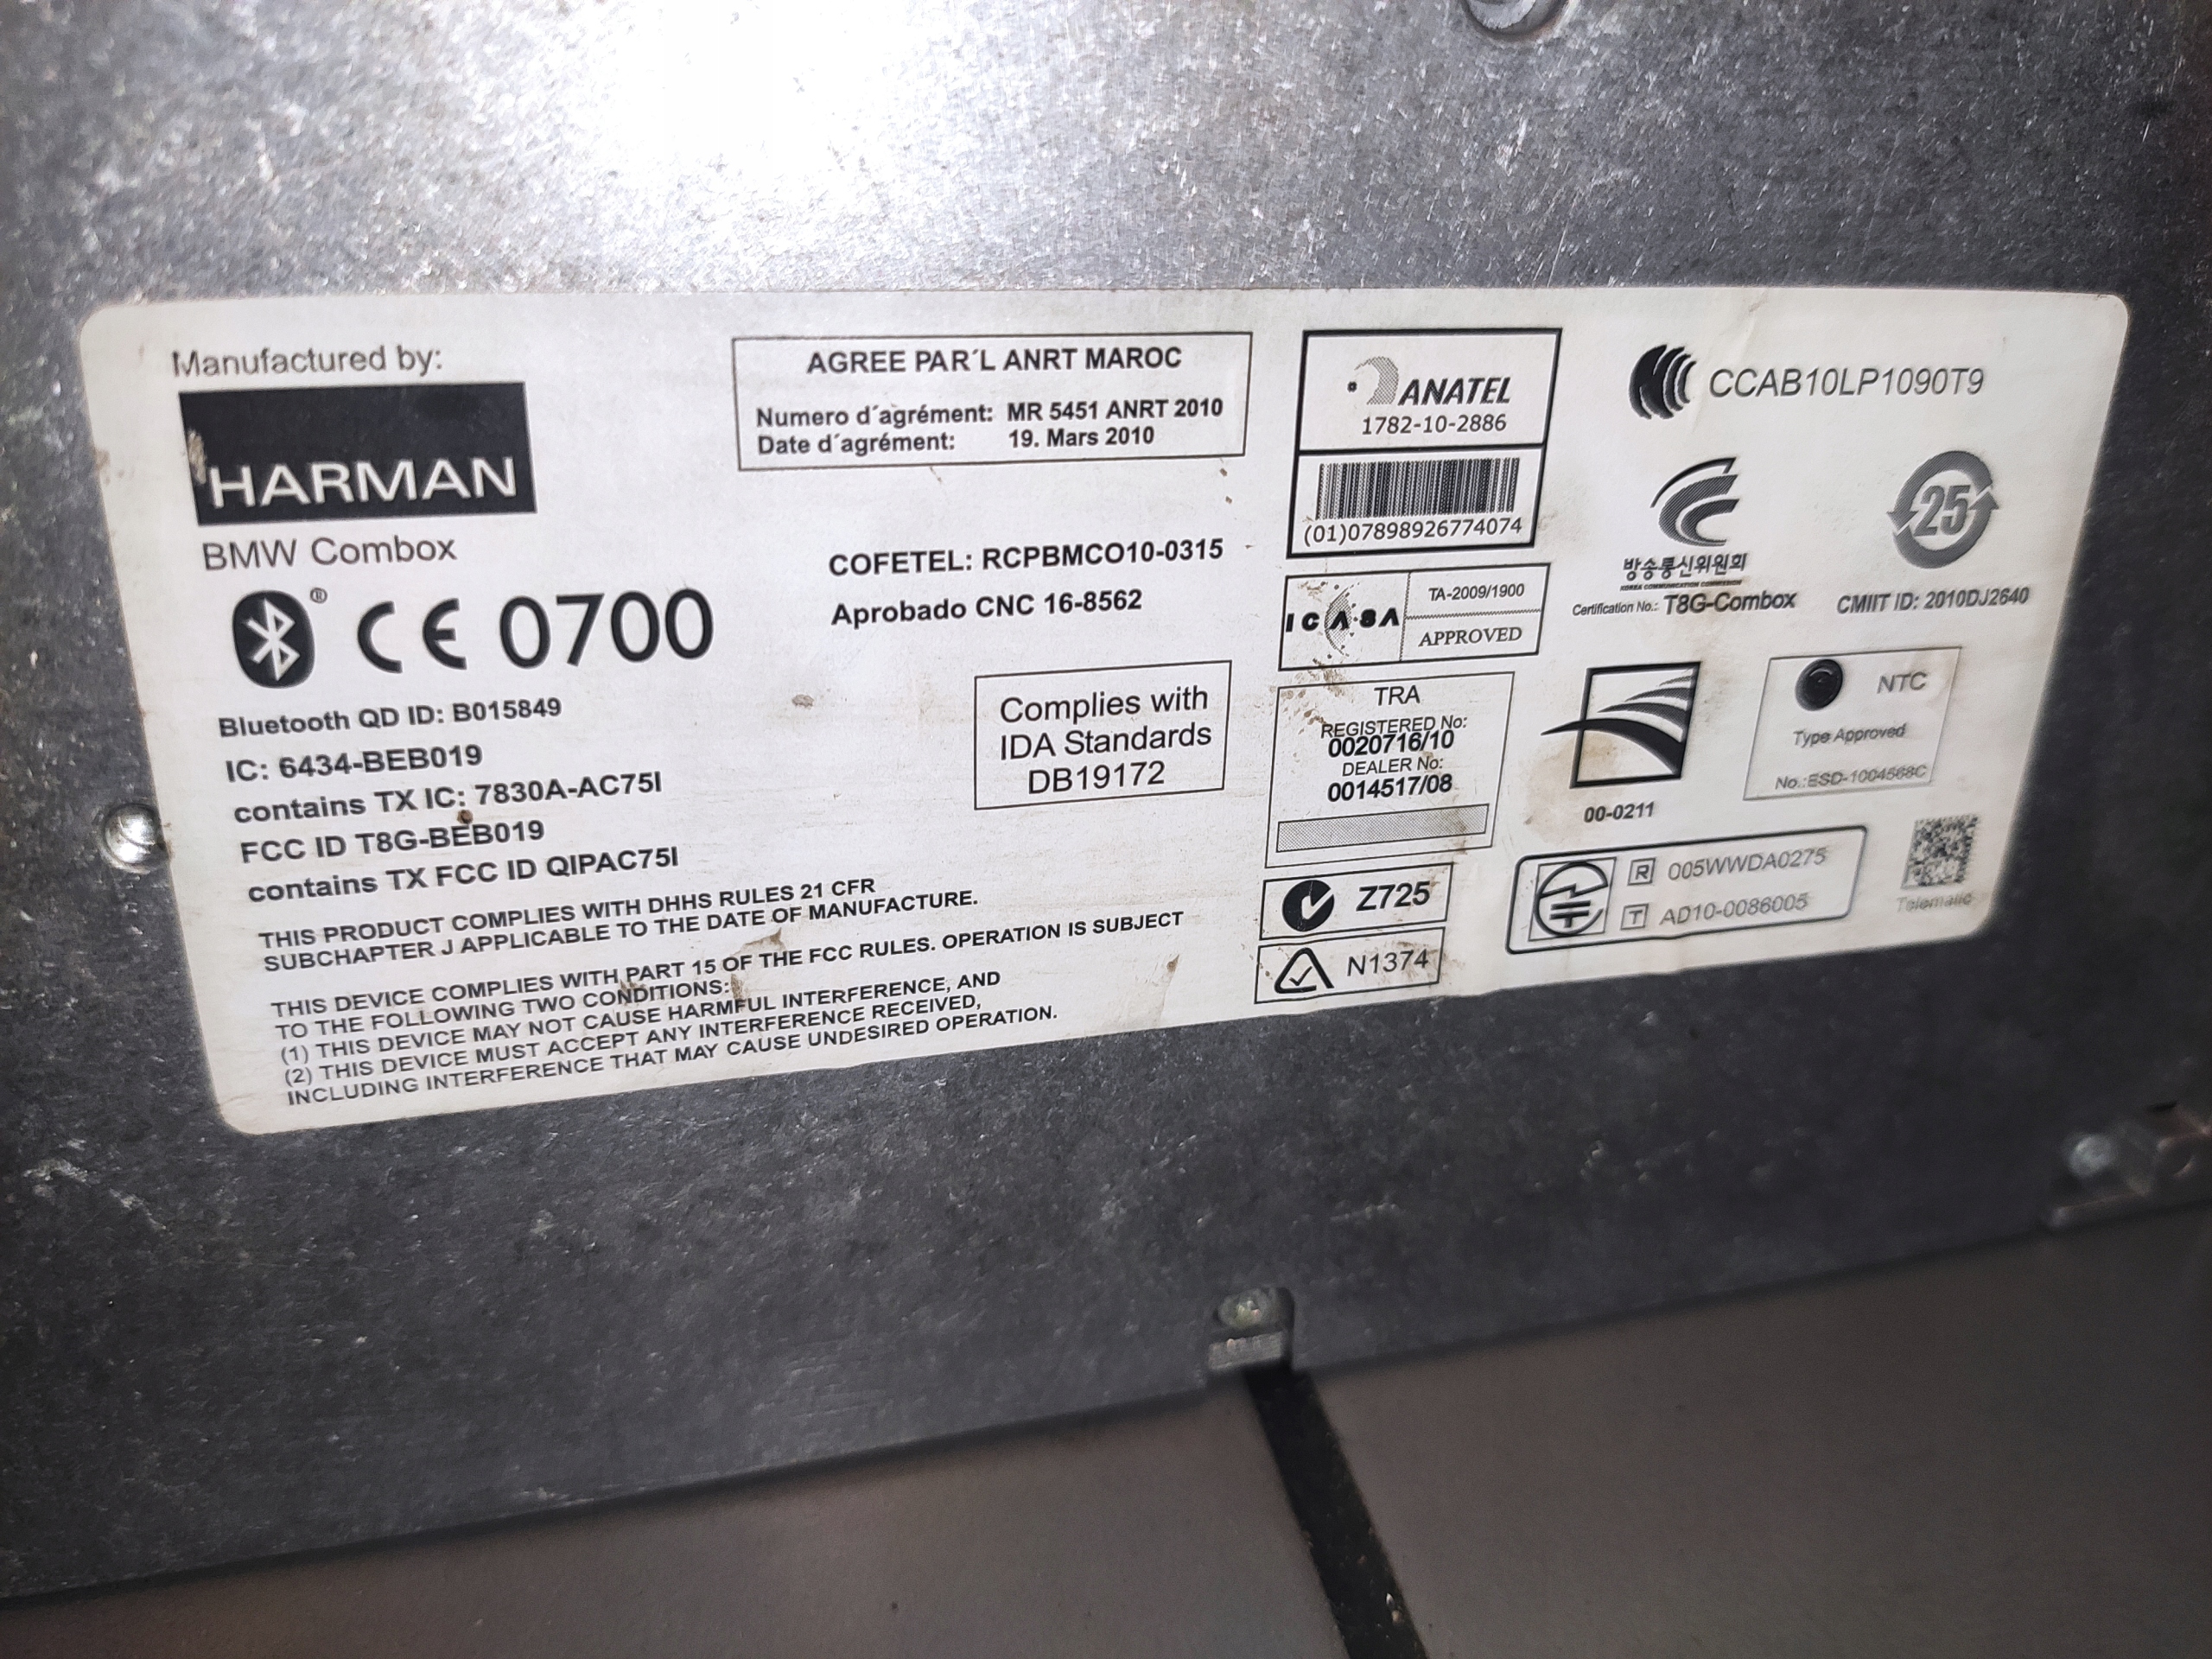 Manufactured by:
HARMAN
BMW Combox
® CE 0700
Bluetooth QD ID: B015849
IC: 6434-BEB019
contains TX IC: 7830A-AC75I
FCC ID T8G-BEB019
contains TX FCC ID QIPAC75I
THIS PRODUCT COMPLIES WITH DHHS RULES 21 CFR
SUBCHAPTER J APPLICABLE TO THE DATE OF MANUFACTURE.
THIS DEVICE COMPLIES WITH PART 15 OF THE FCC RULES. OPERATION IS SUBJECT
TO THE FOLLOWING TWO CONDITIONS:
(1) THIS DEVICE MAY NOT CAUSE HARMFUL INTERFERENCE, AND
(2) THIS DEVICE MUST ACCEPT ANY INTERFERENCE RECEIVED,
INCLUDING INTERFERENCE THAT MAY CAUSE UNDESIRED OPERATION.
AGREE PAR´L ANRT MAROC
Numero d´agrément: MR 5451 ANRT 2010
Date d´agrément: 19. Mars 2010
COFETEL: RCPBMCO10-0315
Aprobado CNC 16-8562
Complies with
IDA Standards
DB19172
ANATEL
1782-10-2886
(01)07898926774074
ICASA
TA-2009/1900
APPROVED
TRA
REGISTERED No:
0020716/10
DEALER No:
0014517/08
Z725
N1374
CCAB10LP1090T9
방송통신위원회
KOREA COMMUNICATIONS COMMISSION
Certification No.: T8G-Combox
25
CMIIT ID: 2010DJ2640
00-0211
NTC
Type Approved
No.:ESD-1004568C
R 005WWDA0275
T AD10-0086005
Telematic